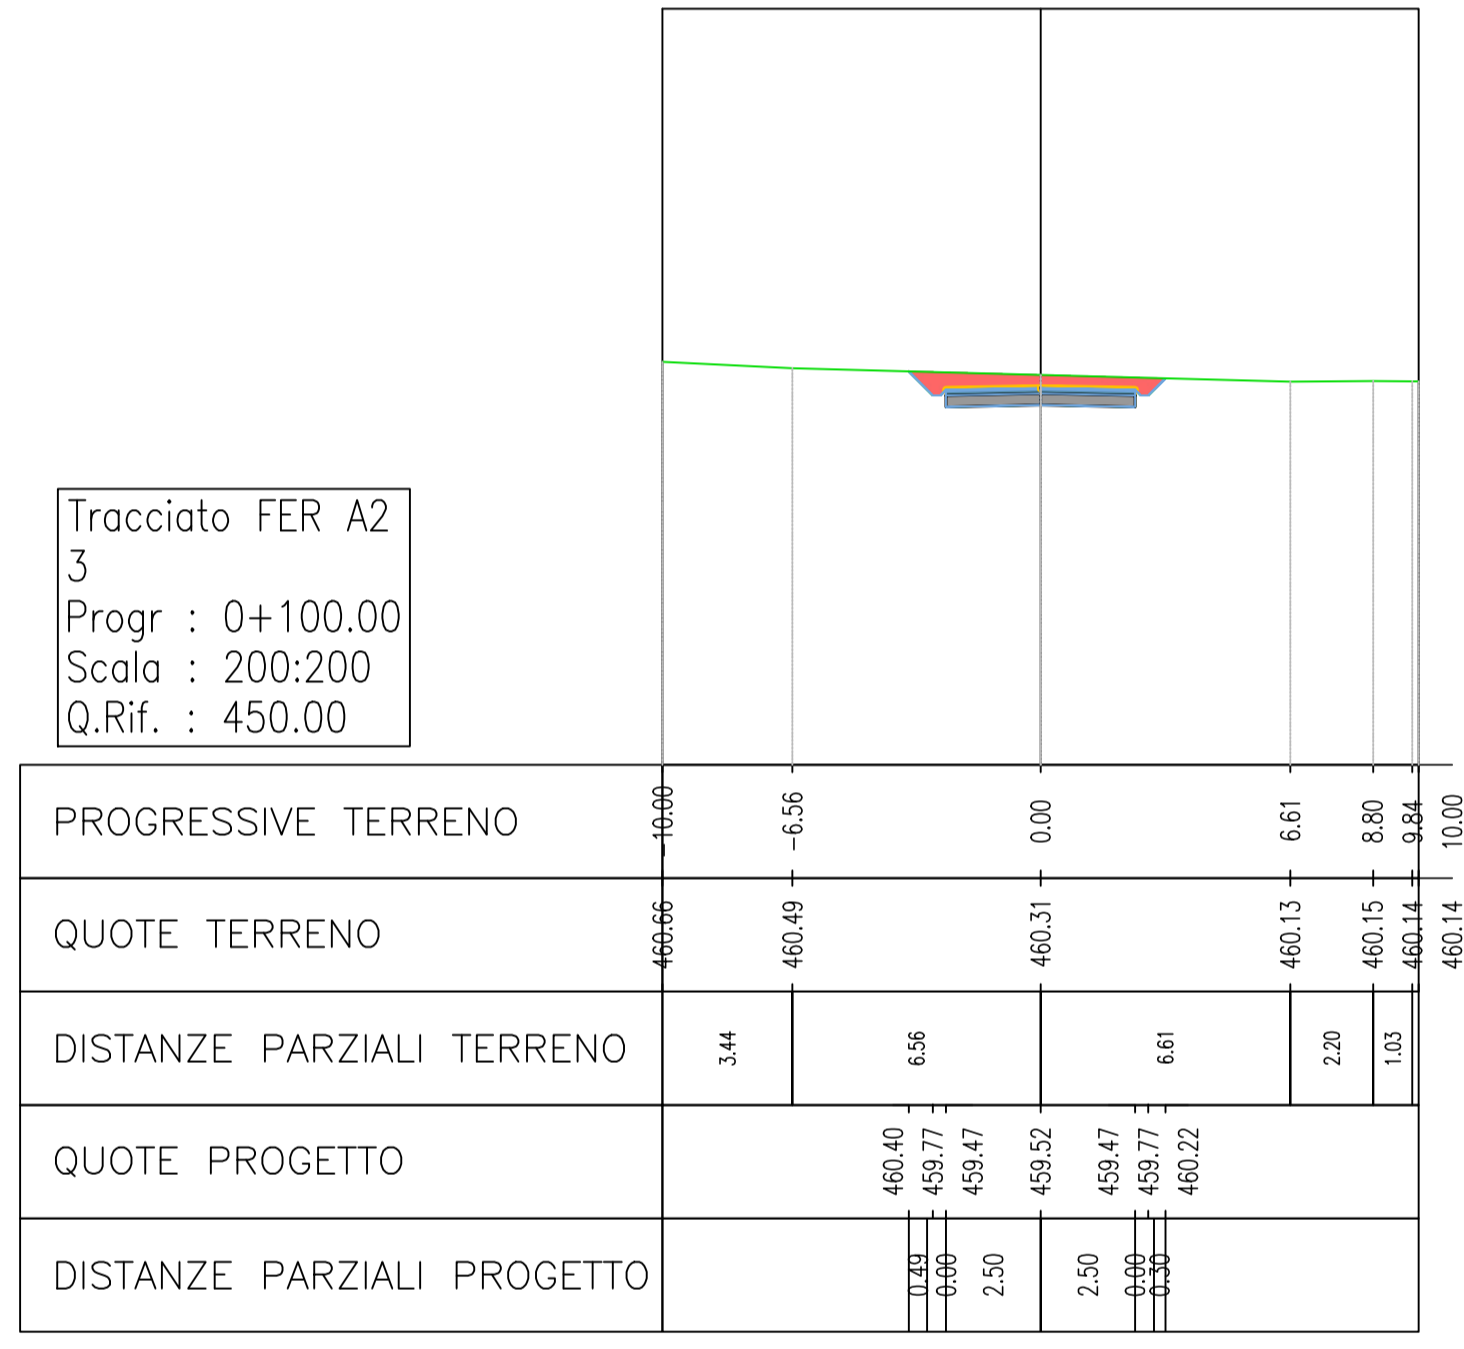 Tracciato FER A2
3
Progr : 0+100.00
Scala : 200:200
Q.Rif. : 450.00
PROGRESSIVE TERRENO -10.00 -6.56 0.00 6.61 8.80 9.84 10.00
QUOTE TERRENO 460.66 460.49 460.31 460.13 460.15 460.14 460.14
DISTANZE PARZIALI TERRENO 3.44 6.56 6.61 2.20 1.03
QUOTE PROGETTO 460.40 459.77 459.47 459.52 459.47 459.77 460.22
DISTANZE PARZIALI PROGETTO 0.49 0.00 2.50 2.50 0.00 0.30